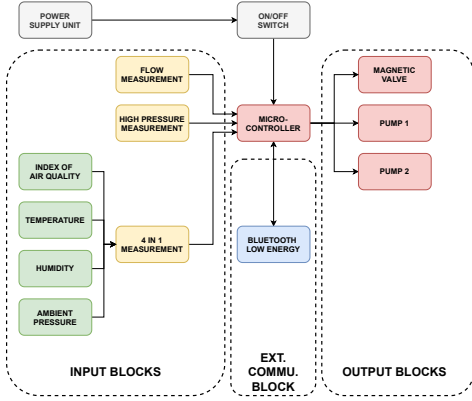 POWER
SUPPLY UNIT
ON/OFF
SWITCH
FLOW
MEASUREMENT
MAGNETIC
VALVE
HIGH PRESSURE
MEASUREMENT
MICRO-
CONTROLLER
PUMP 1
INDEX OF
AIR QUALITY
PUMP 2
TEMPERATURE
4 IN 1
MEASUREMENT
BLUETOOTH
LOW ENERGY
HUMIDITY
AMBIENT
PRESSURE
INPUT BLOCKS
EXT.
COMMU.
BLOCK
OUTPUT BLOCKS